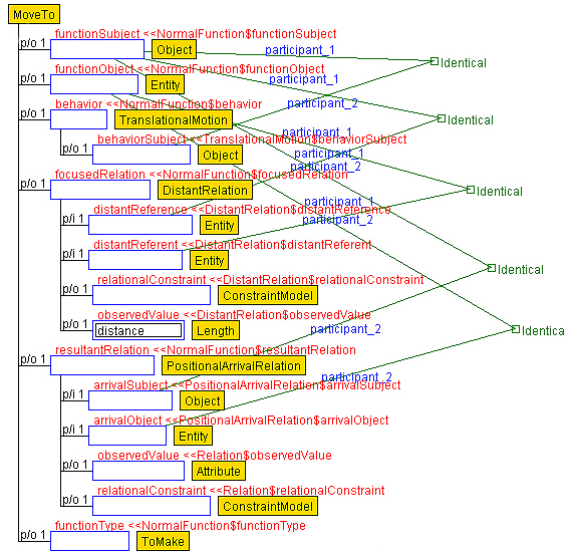 MoveTo
functionSubject <<NormalFunction$functionSubject
p/o 1 Object participant_1
Identical
functionObject <<NormalFunction$functionObject participant_1
p/o 1 Entity
behavior <<NormalFunction$behavior participant_2
p/o 1 TranslationalMotion
Identical
participant_1
behaviorSubject <<TranslationalMotion$behaviorSubject
p/o 1 Object participant_1
participant_2
focusedRelation <<NormalFunction$focusedRelation
p/o 1 DistantRelation
Identical
participant_1
distantReference <<DistantRelation$distantReference
p/i 1 Entity participant_2
distantReferent <<DistantRelation$distantReferent
p/i 1 Entity
Identical
relationalConstraint <<DistantRelation$relationalConstraint
p/o 1 ConstraintModel
observedValue <<DistantRelation$observedValue
p/o 1 distance Length participant_2
Identica
resultantRelation <<NormalFunction$resultantRelation
p/o 1 PositionalArrivalRelation
participant_2
arrivalSubject <<PositionalArrivalRelation$arrivalSubject
p/i 1 Object
arrivalObject <<PositionalArrivalRelation$arrivalObject
p/i 1 Entity
observedValue <<Relation$observedValue
p/o 1 Attribute
relationalConstraint <<Relation$relationalConstraint
p/o 1 ConstraintModel
functionType <<NormalFunction$functionType
p/o 1 ToMake